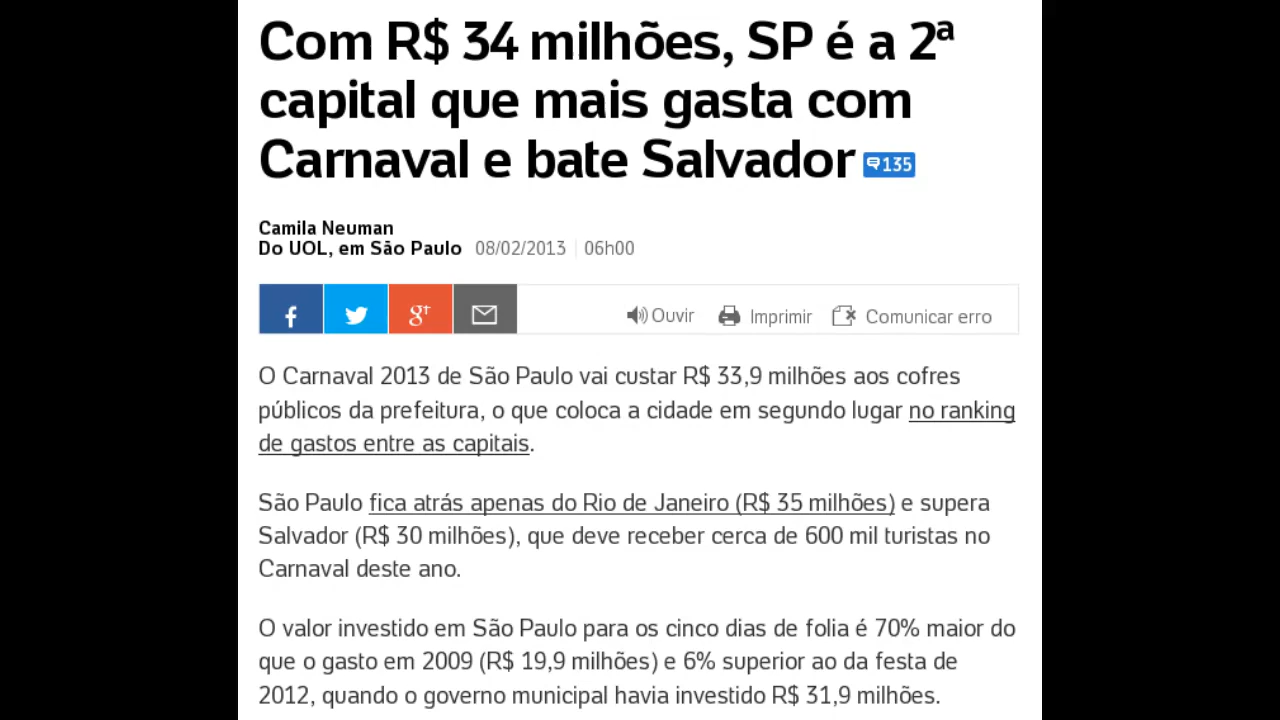 Com R$ 34 milhões, SP é a 2ª
capital que mais gasta com
Carnaval e bate Salvador 135
Camila Neuman
Do UOL, em São Paulo 08/02/2013 06h00
f g+ Ouvir Imprimir Comunicar erro
O Carnaval 2013 de São Paulo vai custar R$ 33,9 milhões aos cofres
públicos da prefeitura, o que coloca a cidade em segundo lugar no ranking
de gastos entre as capitais.
São Paulo fica atrás apenas do Rio de Janeiro (R$ 35 milhões) e supera
Salvador (R$ 30 milhões), que deve receber cerca de 600 mil turistas no
Carnaval deste ano.
O valor investido em São Paulo para os cinco dias de folia é 70% maior do
que o gasto em 2009 (R$ 19,9 milhões) e 6% superior ao da festa de
2012, quando o governo municipal havia investido R$ 31,9 milhões.